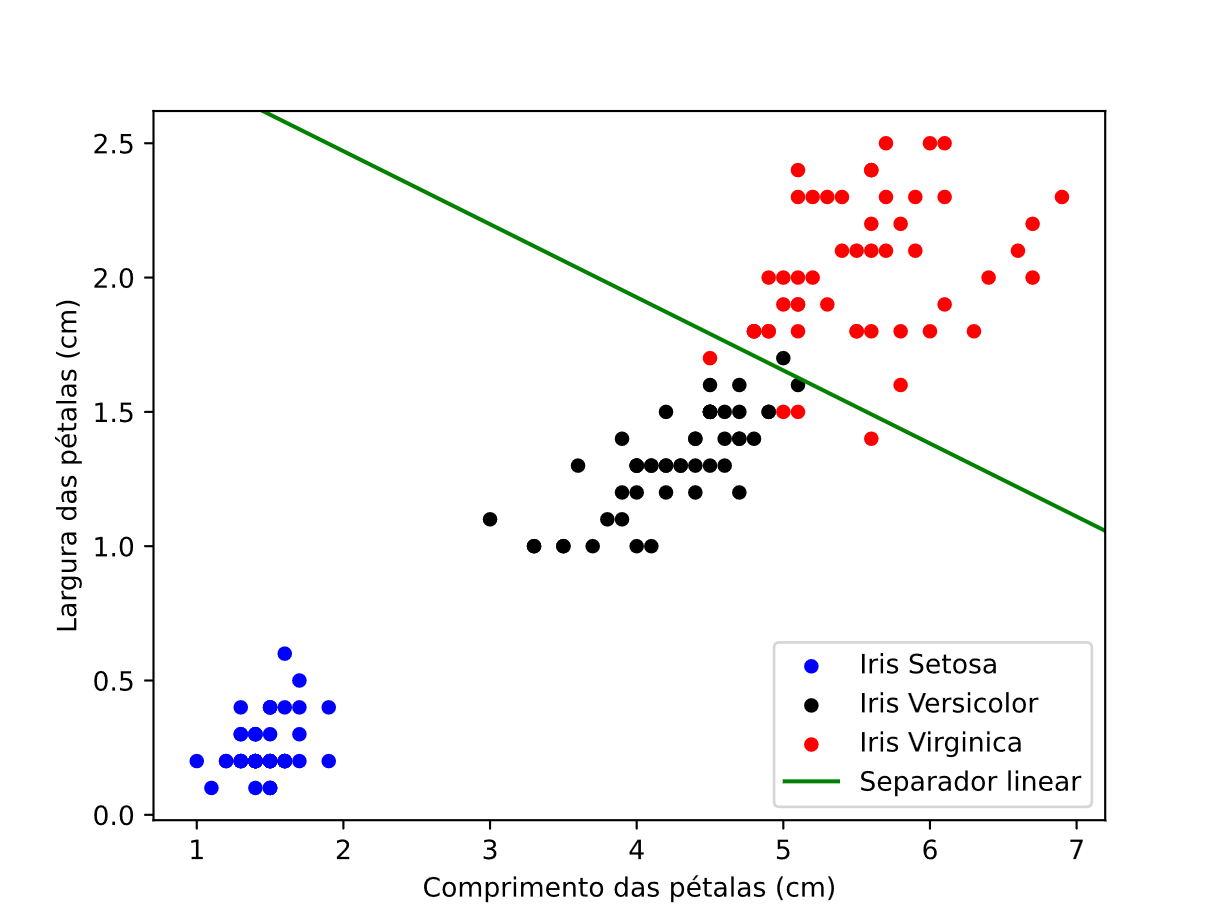 2.5
2.0
1.5
1.0
0.5
0.0
Largura das pétalas (cm)
Iris Setosa
Iris Versicolor
Iris Virginica
Separador linear
1 2 3 4 5 6 7
Comprimento das pétalas (cm)